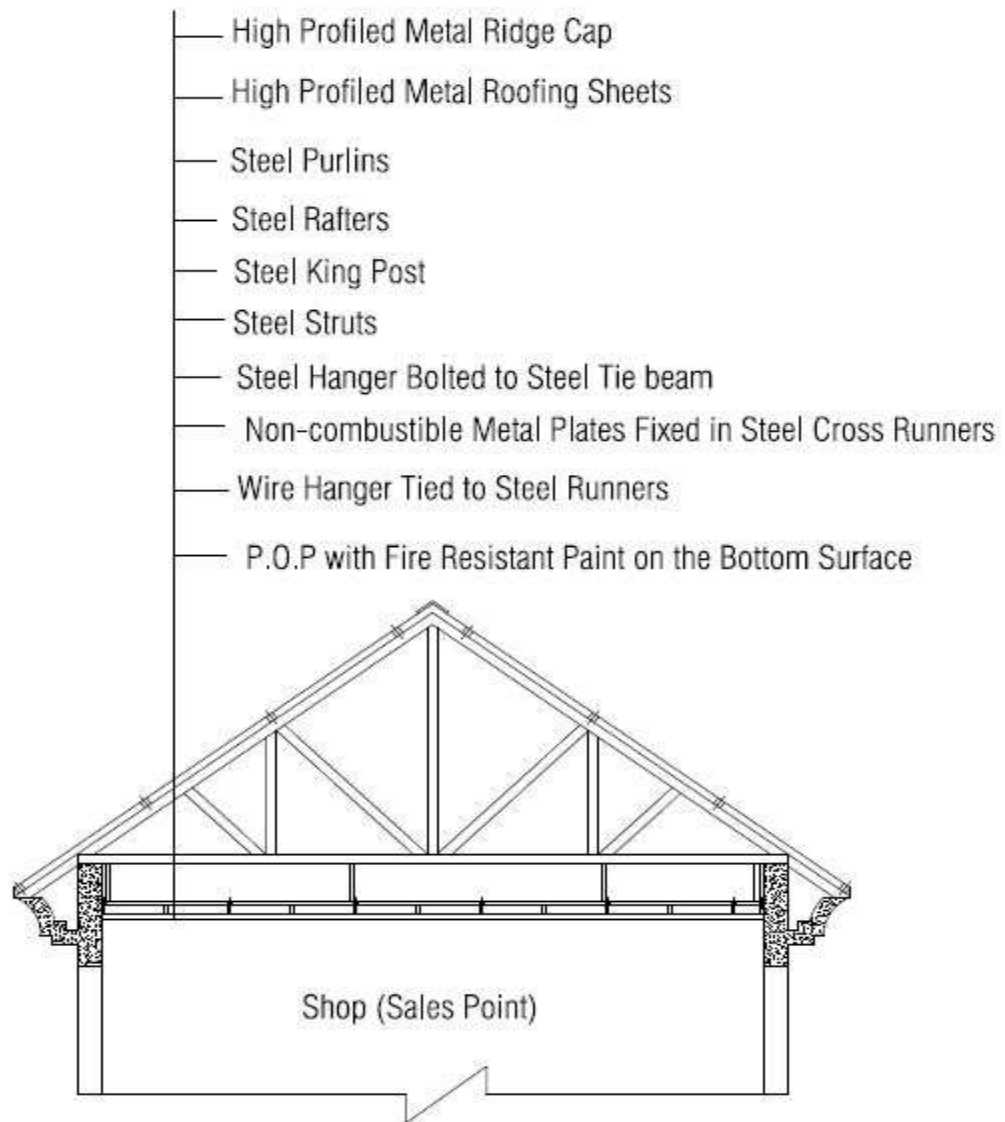 High Profiled Metal Ridge Cap
High Profiled Metal Roofing Sheets
Steel Purlins
Steel Rafters
Steel King Post
Steel Struts
Steel Hanger Bolted to Steel Tie beam
Non-combustible Metal Plates Fixed in Steel Cross Runners
Wire Hanger Tied to Steel Runners
P.O.P with Fire Resistant Paint on the Bottom Surface
Shop (Sales Point)